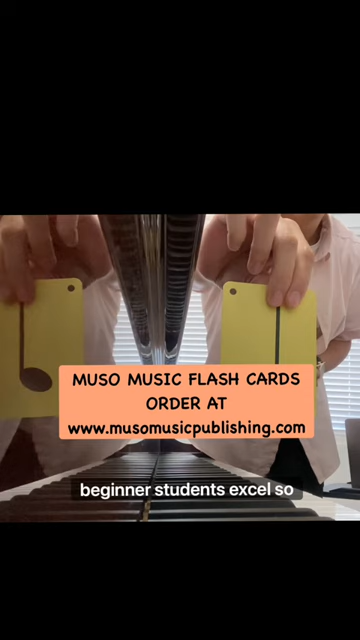 MUSO MUSIC FLASH CARDS
ORDER AT
www.musomusicpublishing.com
beginner students excel so